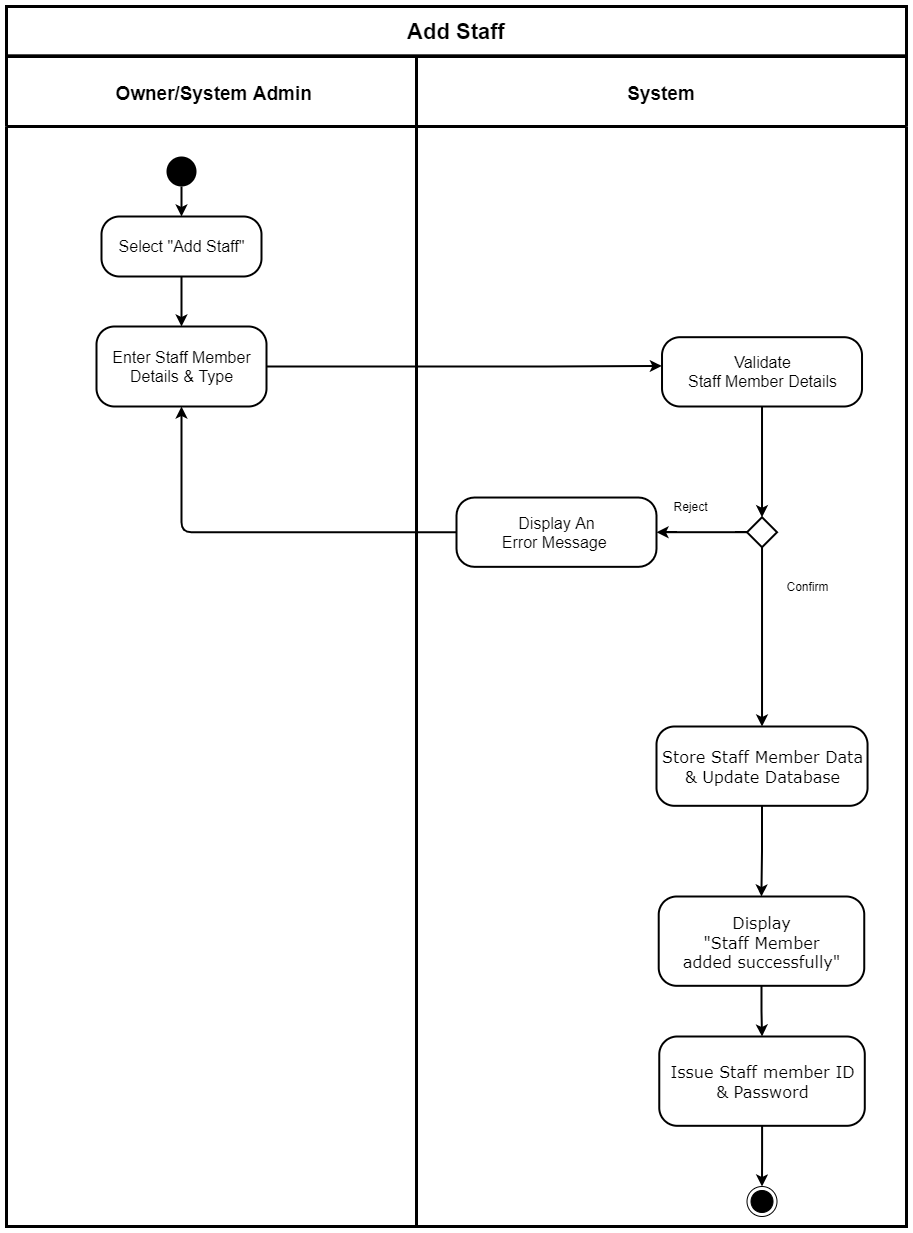 Add Staff
Owner/System Admin
System
Select "Add Staff"
Enter Staff Member
Details & Type
Validate
Staff Member Details
Display An
Error Message
Reject
Confirm
Store Staff Member Data
& Update Database
Display
"Staff Member
added successfully"
Issue Staff member ID
& Password